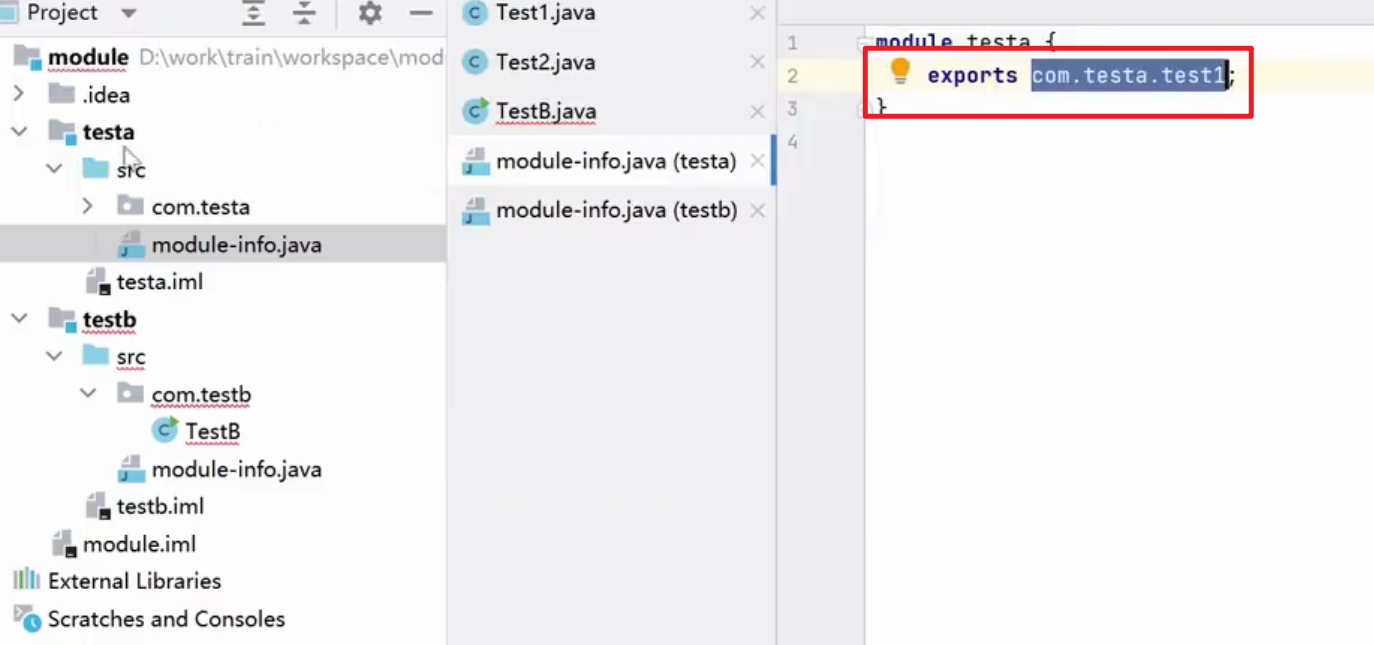 Project
module D:\work\train\workspace\mod
.idea
testa
src
com.testa
module-info.java
testa.iml
testb
src
com.testb
TestB
module-info.java
testb.iml
module.iml
External Libraries
Scratches and Consoles
Test1.java
Test2.java
TestB.java
module-info.java (testa)
module-info.java (testb)
1 module testa {
2 exports com.testa.test1;
3 }
4